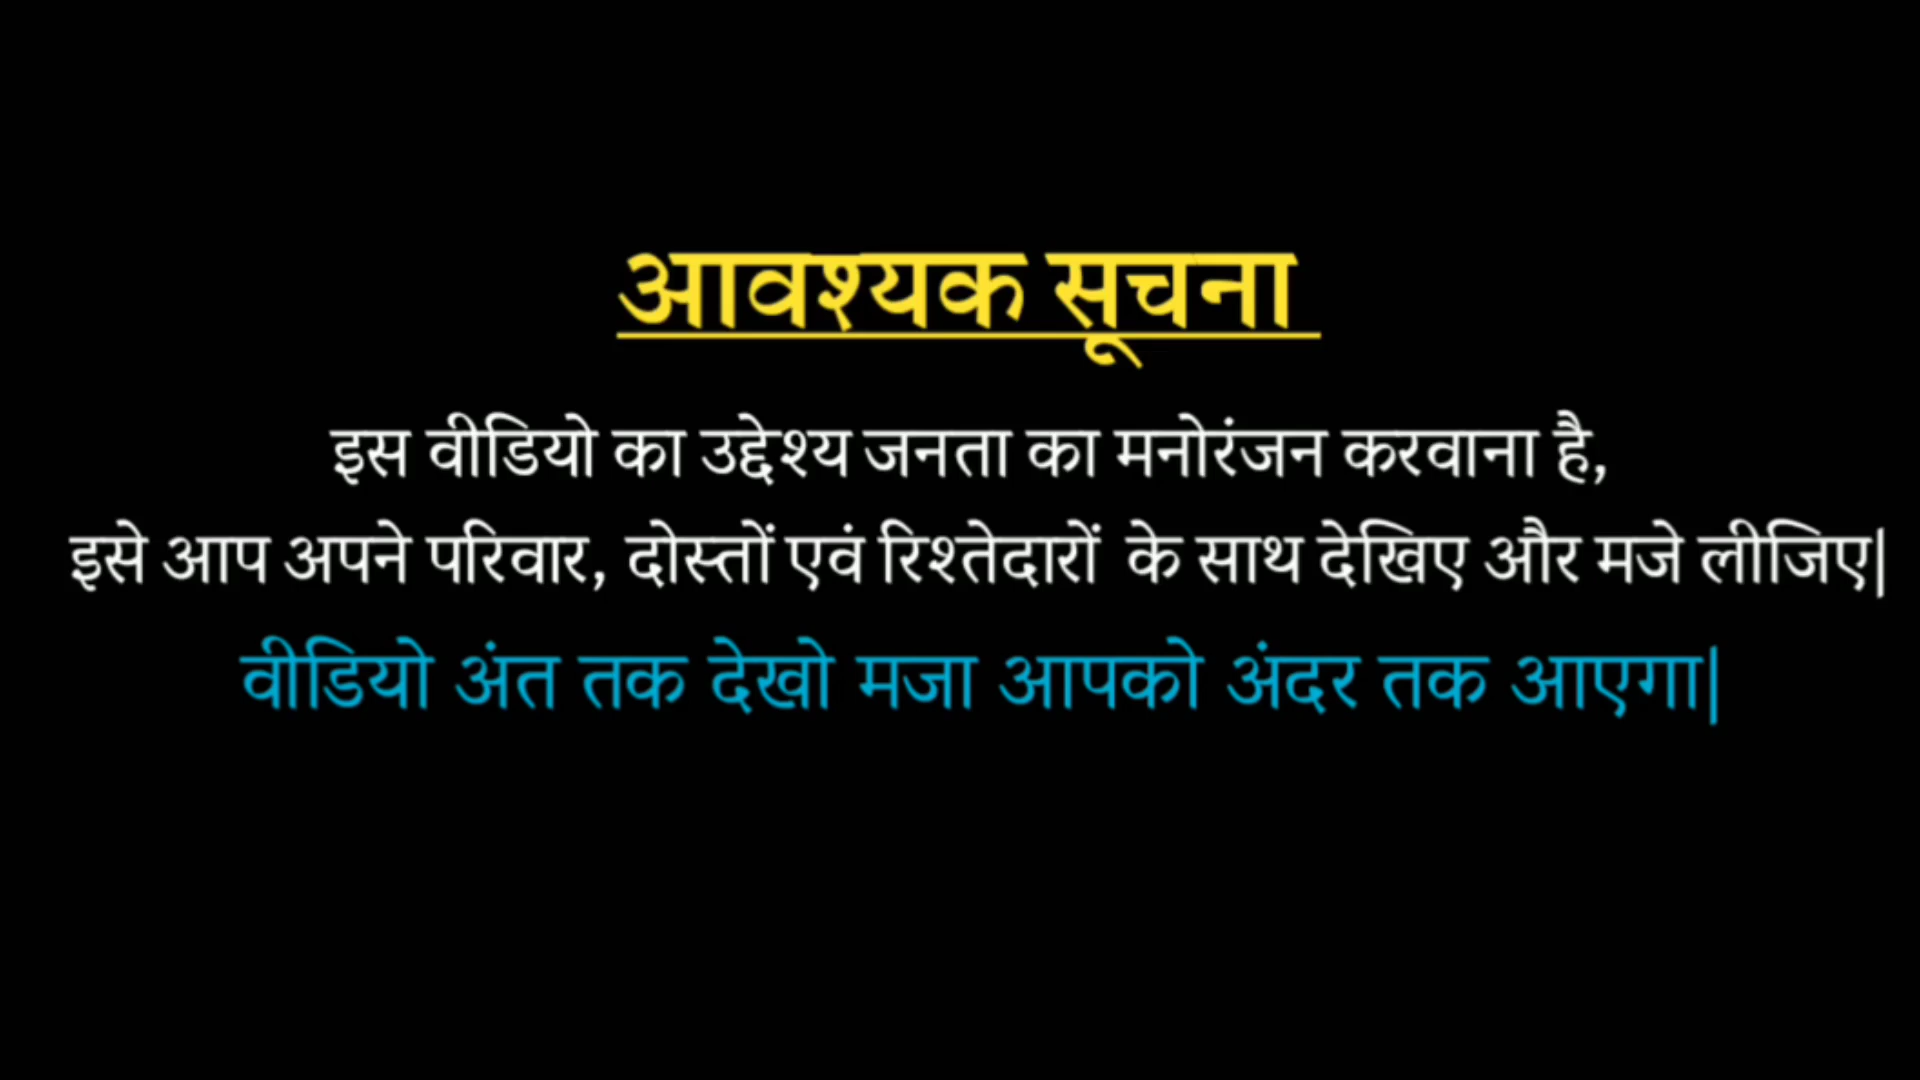 आवश्यक सूचना
इस वीडियो का उद्देश्य जनता का मनोरंजन करवाना है,
इसे आप अपने परिवार, दोस्तों एवं रिश्तेदारों के साथ देखिए और मजे लीजिए|
वीडियो अंत तक देखो मजा आपको अंदर तक आएगा|